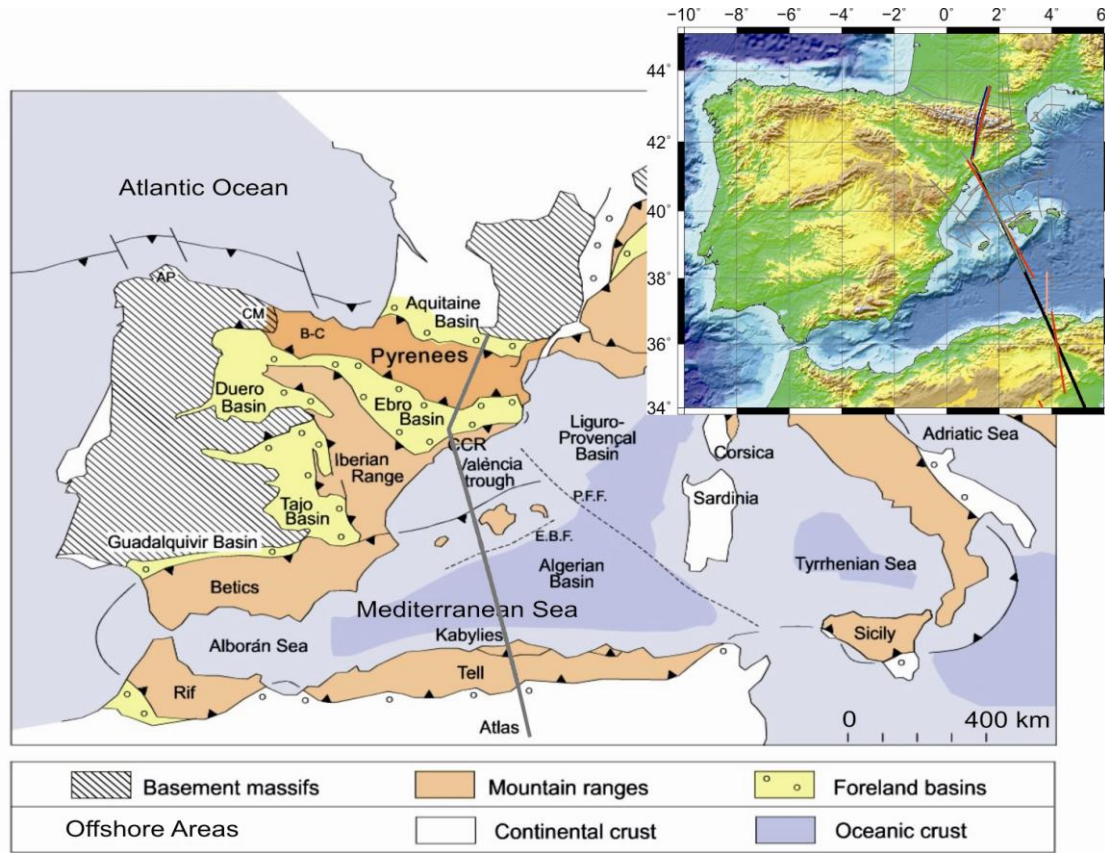 −10° −8° −6° −4° −2° 0° 2° 4° 6°
44°
42°
40°
38°
36°
34°
Atlantic Ocean
AP
CM
B-C
Aquitaine
Basin
Pyrenees
Duero
Basin
Ebro
Basin
Iberian
Range
CCR
València
trough
Liguro-
Provençal
Basin
Corsica
Adriatic Sea
Sardinia
P.F.F.
E.B.F.
Tajo
Basin
Guadalquivir Basin
Algerian
Basin
Tyrrhenian Sea
Betics
Mediterranean Sea
Alborán Sea
Kabylies
Sicily
Rif
Tell
Atlas
0 400 km
Basement massifs
Mountain ranges
Foreland basins
Offshore Areas
Continental crust
Oceanic crust